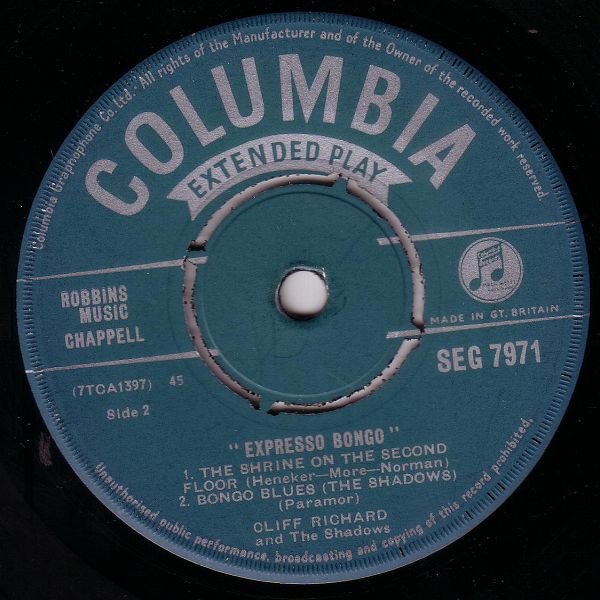 Columbia Graphophone Co Ltd. All rights of the Manufacturer and of the Owner of the recorded work reserved.
COLUMBIA
EXTENDED PLAY
ROBBINS
MUSIC
CHAPPELL
MADE IN GT. BRITAIN
SEG 7971
(7TCA1397) 45
Side 2
"EXPRESSO BONGO"
1. THE SHRINE ON THE SECOND
FLOOR (Heneker—More—Norman)
2. BONGO BLUES (THE SHADOWS)
(Paramor)
CLIFF RICHARD
and The Shadows
Unauthorised public performance, broadcasting and copying of this record prohibited.